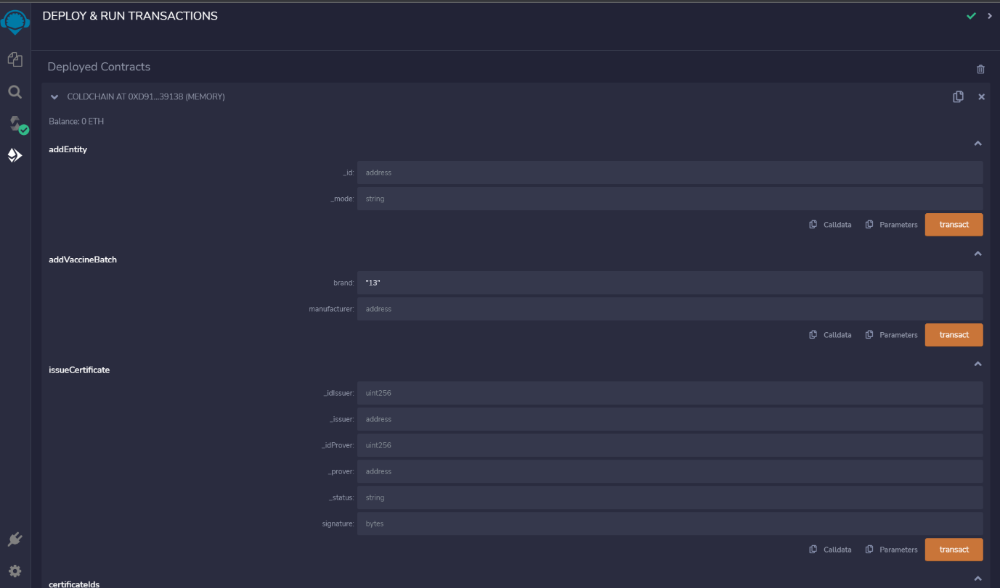 DEPLOY & RUN TRANSACTIONS
Deployed Contracts
COLDCHAIN AT 0XD91...39138 (MEMORY)
Balance: 0 ETH
addEntity
_id: address
_mode: string
Calldata Parameters transact
addVaccineBatch
brand: "13"
manufacturer: address
Calldata Parameters transact
issueCertificate
_idIssuer: uint256
_issuer: address
_idProver: uint256
_prover: address
_status: string
signature: bytes
Calldata Parameters transact
certificateIds